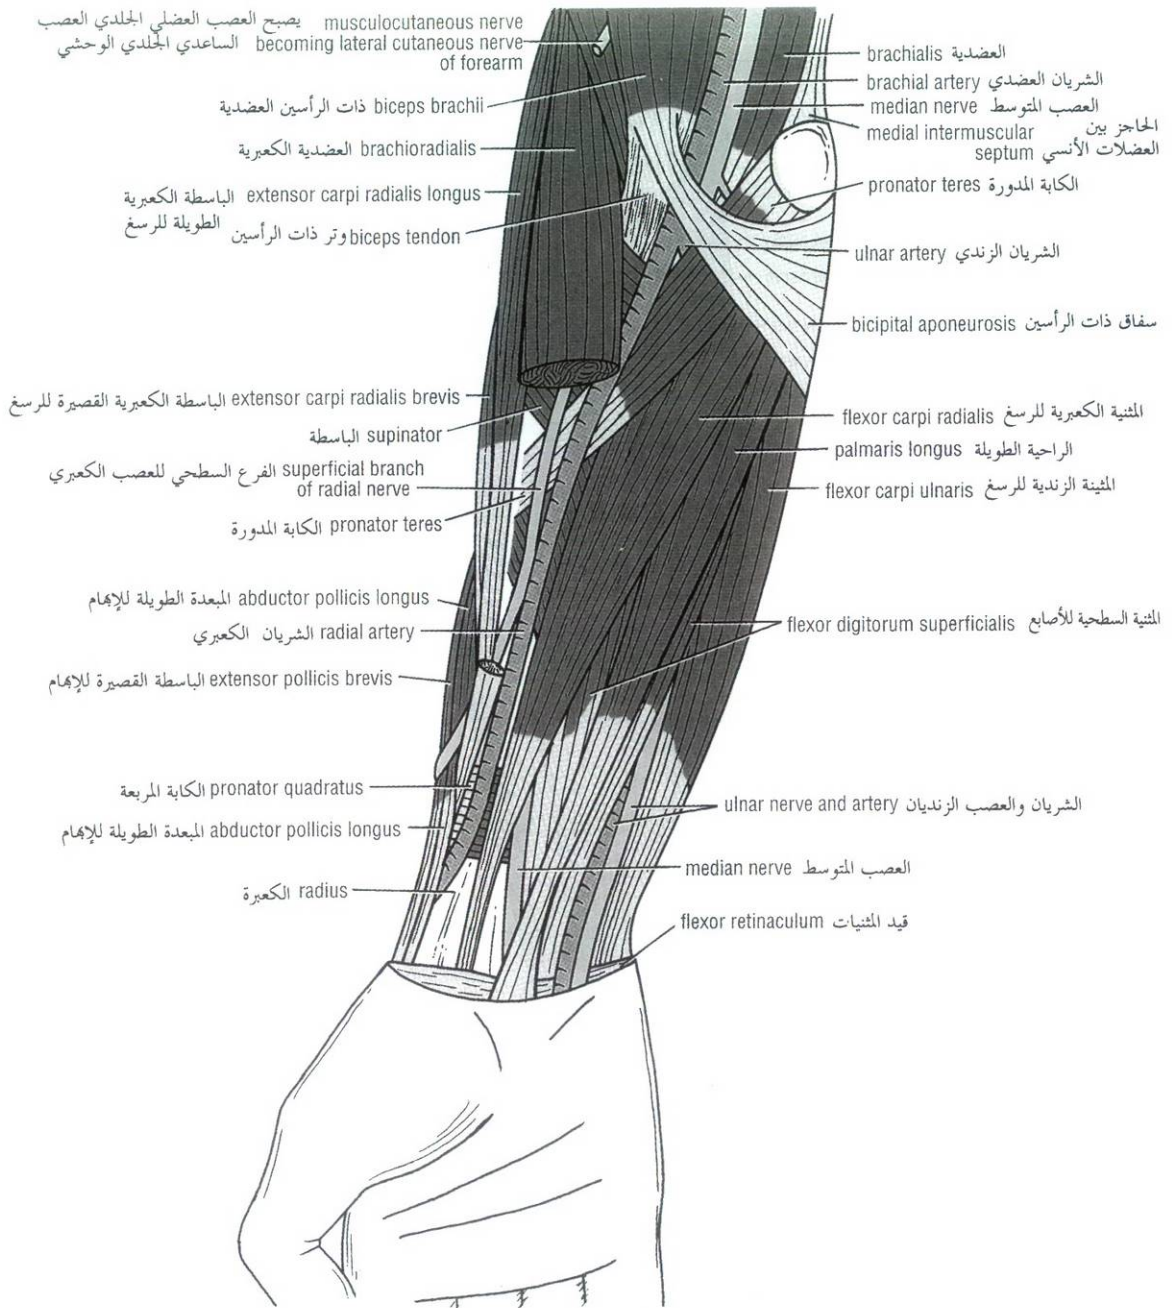 musculocutaneous nerve يصبح العصب العضلي الجلدي العصب
becoming lateral cutaneous nerve الساعدي الجلدي الوحشي
of forearm
biceps brachii ذات الرأسين العضدية
brachioradialis العضدية الكعبرية
extensor carpi radialis longus الباسطة الكعبرية
الطويلة للرسغ
biceps tendon وتر ذات الرأسين
extensor carpi radialis brevis الباسطة الكعبرية القصيرة للرسغ
supinator الباسطة
superficial branch الفرع السطحي للعصب الكعبري
of radial nerve
pronator teres الكابة المدورة
abductor pollicis longus المبعدة الطويلة للإبهام
radial artery الشريان الكعبري
extensor pollicis brevis الباسطة القصيرة للإبهام
pronator quadratus الكابة المربعة
abductor pollicis longus المبعدة الطويلة للإبهام
radius الكعبرة
brachialis العضدية
brachial artery الشريان العضدي
median nerve العصب المتوسط
medial intermuscular الحاجز بين
septum العضلات الأنسي
pronator teres الكابة المدورة
ulnar artery الشريان الزندي
bicipital aponeurosis سفاق ذات الرأسين
flexor carpi radialis المثنية الكعبرية للرسغ
palmaris longus الراحية الطويلة
flexor carpi ulnaris المثينة الزندية للرسغ
flexor digitorum superficialis المثنية السطحية للأصابع
ulnar nerve and artery الشريان والعصب الزنديان
median nerve العصب المتوسط
flexor retinaculum قيد المثنيات